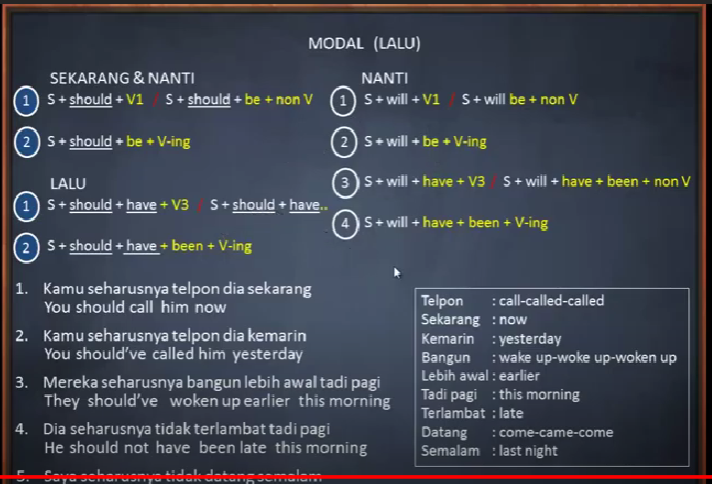 MODAL (LALU)
SEKARANG & NANTI
1 S + should + V1 / S + should + be + non V
2 S + should + be + V-ing
LALU
1 S + should + have + V3 / S + should + have..
2 S + should + have + been + V-ing
NANTI
1 S + will + V1 / S + will be + non V
2 S + will + be + V-ing
3 S + will + have + V3 / S + will + have + been + non V
4 S + will + have + been + V-ing
1. Kamu seharusnya telpon dia sekarang
You should call him now
2. Kamu seharusnya telpon dia kemarin
You should've called him yesterday
3. Mereka seharusnya bangun lebih awal tadi pagi
They should've woken up earlier this morning
4. Dia seharusnya tidak terlambat tadi pagi
He should not have been late this morning
5. Saya seharusnya tidak datang semalam
Telpon : call-called-called
Sekarang : now
Kemarin : yesterday
Bangun : wake up-woke up-woken up
Lebih awal : earlier
Tadi pagi : this morning
Terlambat : late
Datang : come-came-come
Semalam : last night